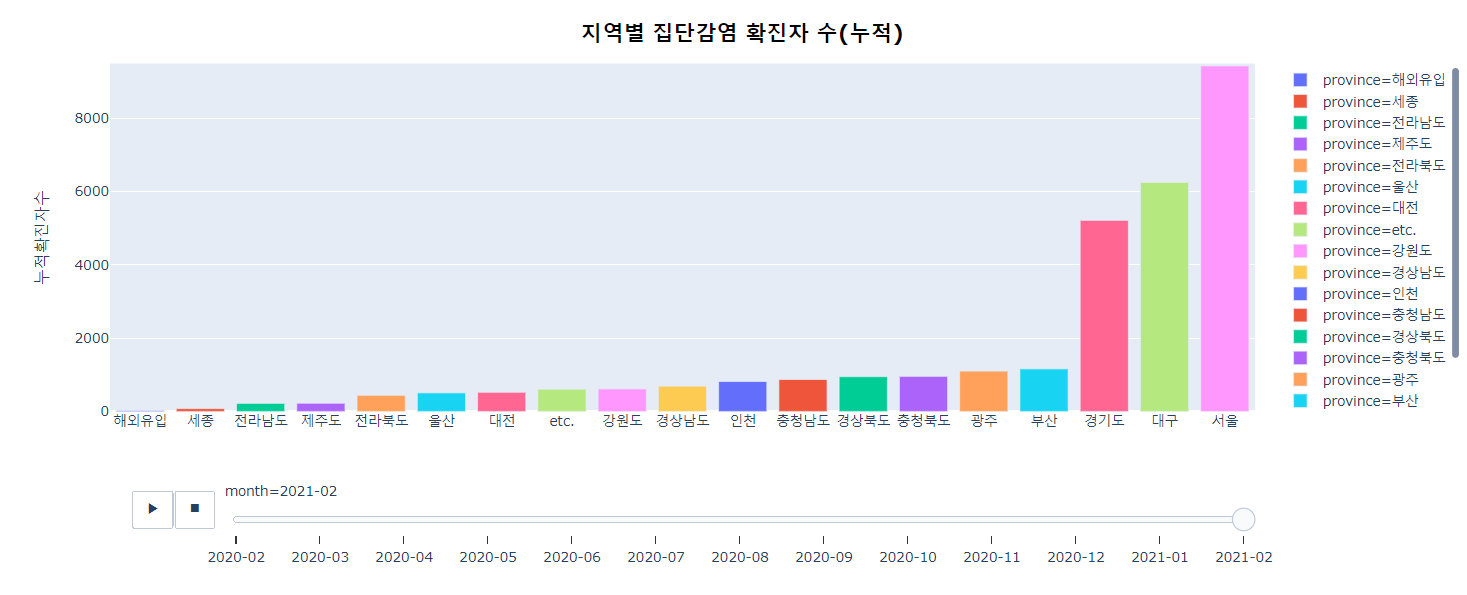 지역별 집단감염 확진자 수(누적)
누적확진자수
8000
6000
4000
2000
0
해외유입 세종 전라남도 제주도 전라북도 울산 대전 etc. 강원도 경상남도 인천 충청남도 경상북도 충청북도 광주 부산 경기도 대구 서울
province=해외유입
province=세종
province=전라남도
province=제주도
province=전라북도
province=울산
province=대전
province=etc.
province=강원도
province=경상남도
province=인천
province=충청남도
province=경상북도
province=충청북도
province=광주
province=부산
month=2021-02
2020-02 2020-03 2020-04 2020-05 2020-06 2020-07 2020-08 2020-09 2020-10 2020-11 2020-12 2021-01 2021-02